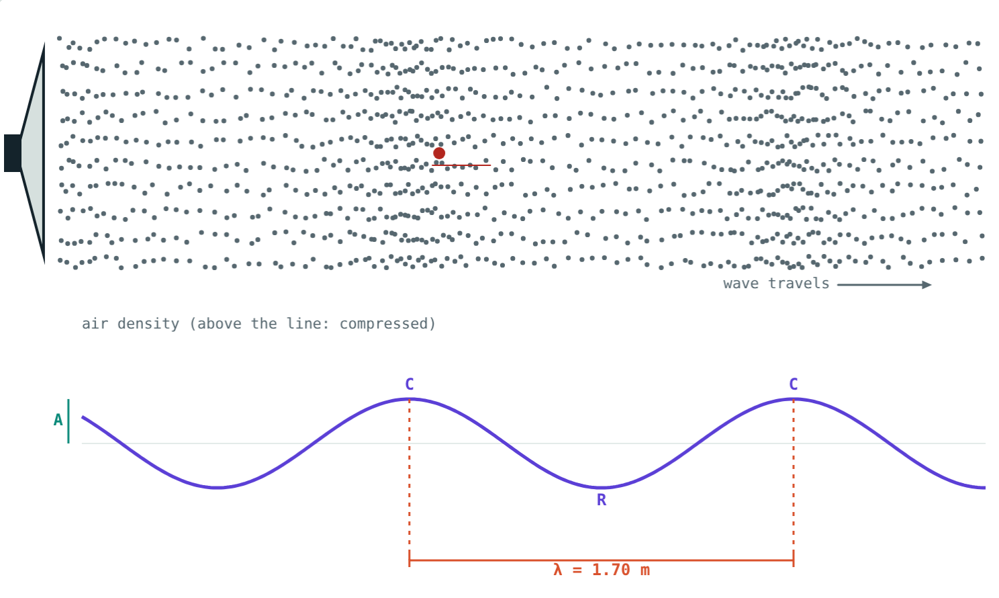 wave travels
air density (above the line: compressed)
C
C
A
R
λ = 1.70 m